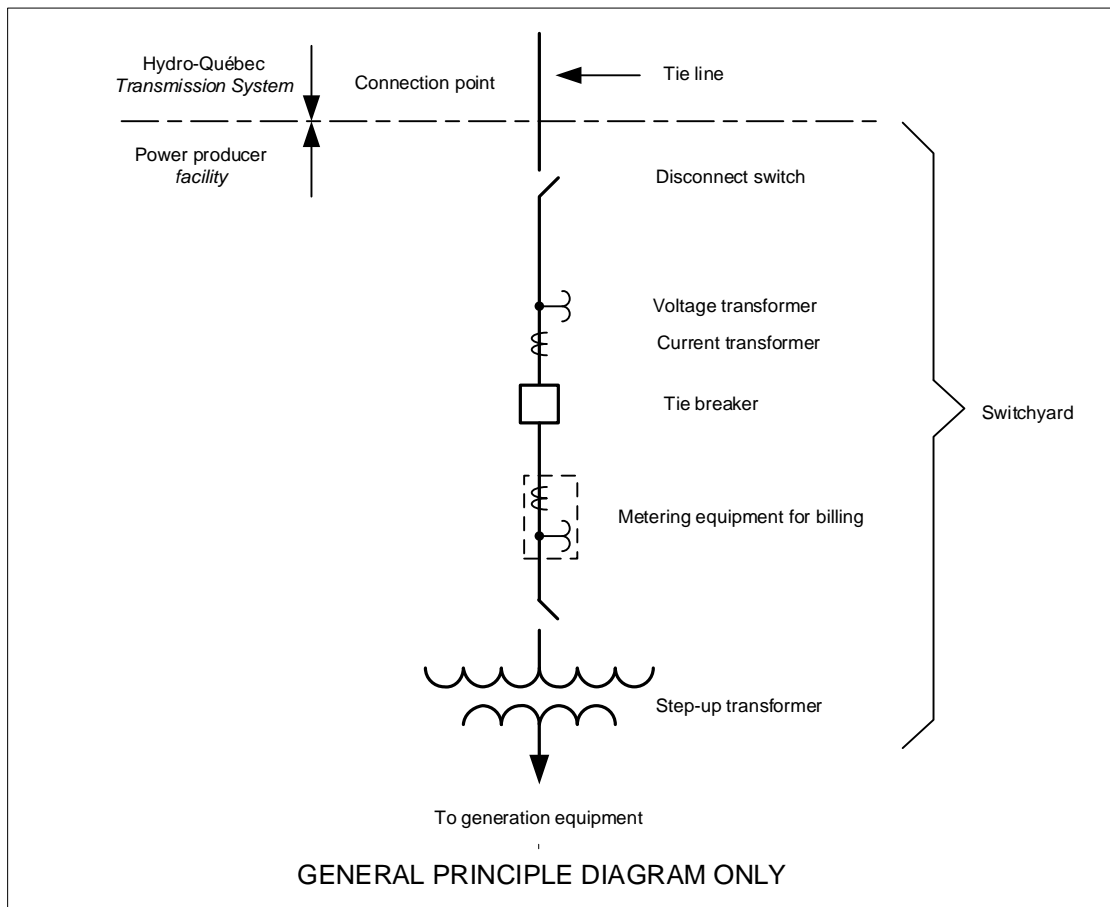 Hydro-Québec
Transmission System
Connection point
Tie line
Power producer
facility
Disconnect switch
Voltage transformer
Current transformer
Tie breaker
Switchyard
Metering equipment for billing
Step-up transformer
To generation equipment
GENERAL PRINCIPLE DIAGRAM ONLY